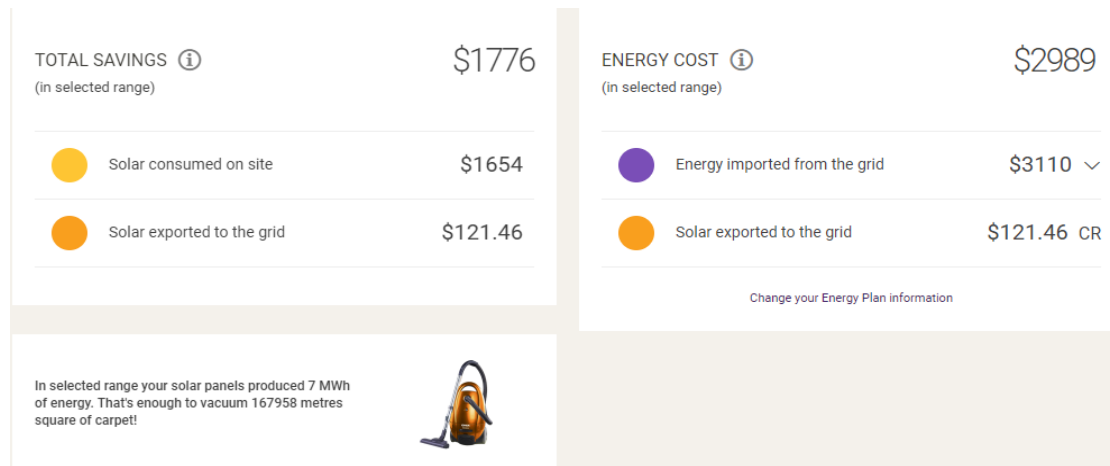 TOTAL SAVINGS $1776
(in selected range)
Solar consumed on site $1654
Solar exported to the grid $121.46
In selected range your solar panels produced 7 MWh
of energy. That's enough to vacuum 167958 metres
square of carpet!
ENERGY COST $2989
(in selected range)
Energy imported from the grid $3110
Solar exported to the grid $121.46 CR
Change your Energy Plan information